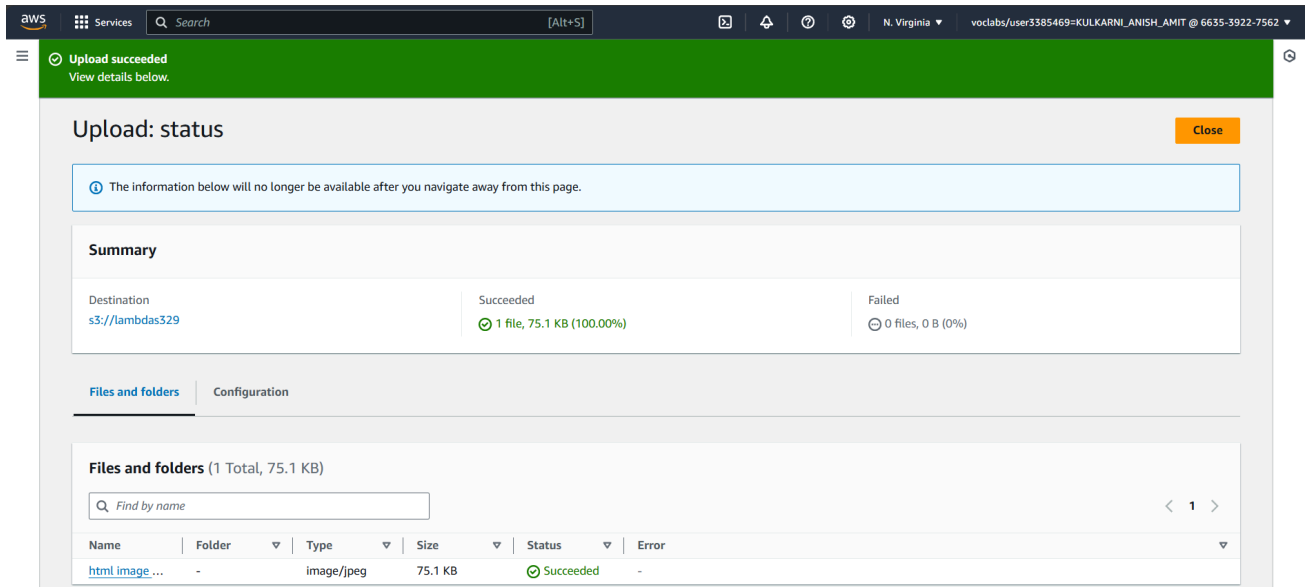 aws Services Search [Alt+S] N. Virginia voclabs/user3385469=KULKARNI_ANISH_AMIT @ 6635-3922-7562
Upload succeeded
View details below.
Upload: status Close
The information below will no longer be available after you navigate away from this page.
Summary
Destination Succeeded Failed
s3://lambdas329 1 file, 75.1 KB (100.00%) 0 files, 0 B (0%)
Files and folders Configuration
Files and folders (1 Total, 75.1 KB)
Find by name 1
Name Folder Type Size Status Error
html image ... - image/jpeg 75.1 KB Succeeded -